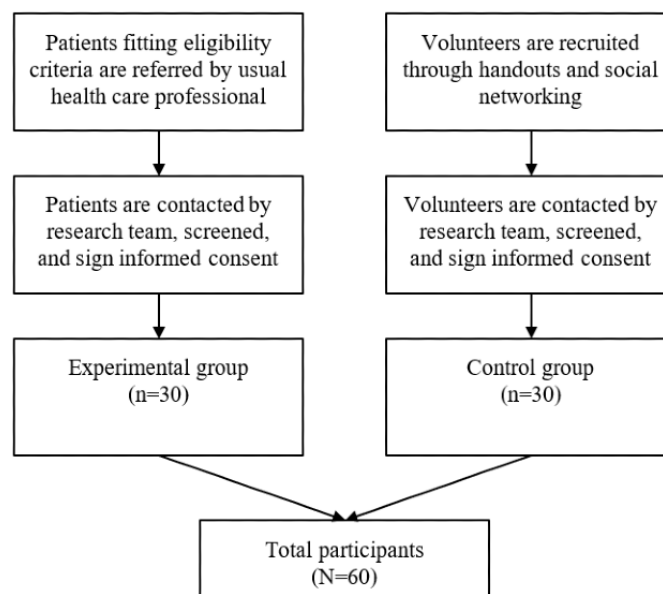 Patients fitting eligibility
criteria are referred by usual
health care professional
Volunteers are recruited
through handouts and social
networking
Patients are contacted by
research team, screened,
and sign informed consent
Volunteers are contacted by
research team, screened,
and sign informed consent
Experimental group
(n=30)
Control group
(n=30)
Total participants
(N=60)